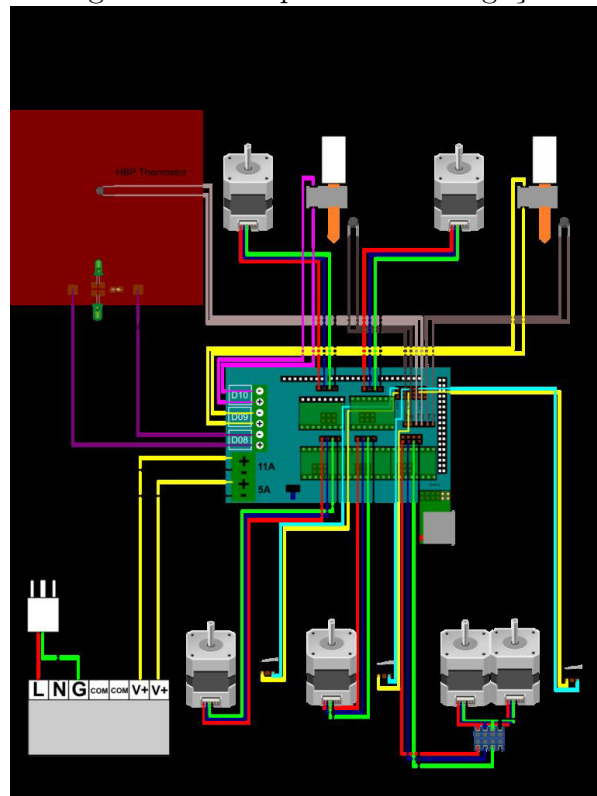 HBP Thermistor
D10
D09
D08
11A
5A
L N G COM COM V+ V+